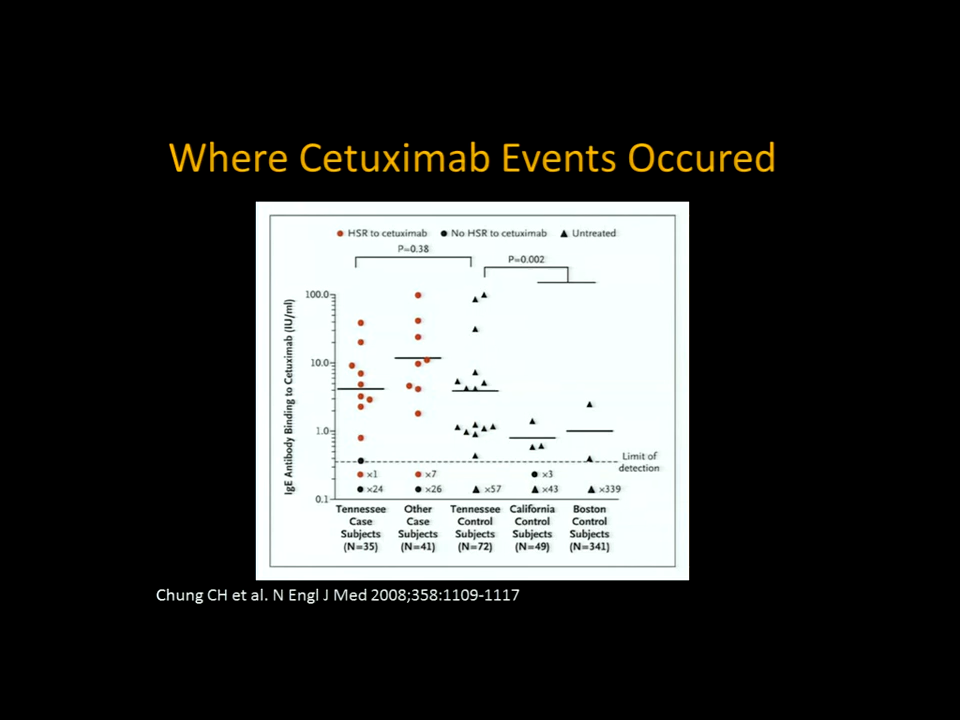 Where Cetuximab Events Occured
HSR to cetuximab No HSR to cetuximab Untreated
P=0.38
P=0.002
IgE Antibody Binding to Cetuximab (IU/ml)
100.0
10.0
1.0
0.1
Limit of
detection
×1 ×7 ×3
×24 ×26 ×57 ×43 ×339
Tennessee Other Tennessee California Boston
Case Case Control Control Control
Subjects Subjects Subjects Subjects Subjects
(N=35) (N=41) (N=72) (N=49) (N=341)
Chung CH et al. N Engl J Med 2008;358:1109-1117